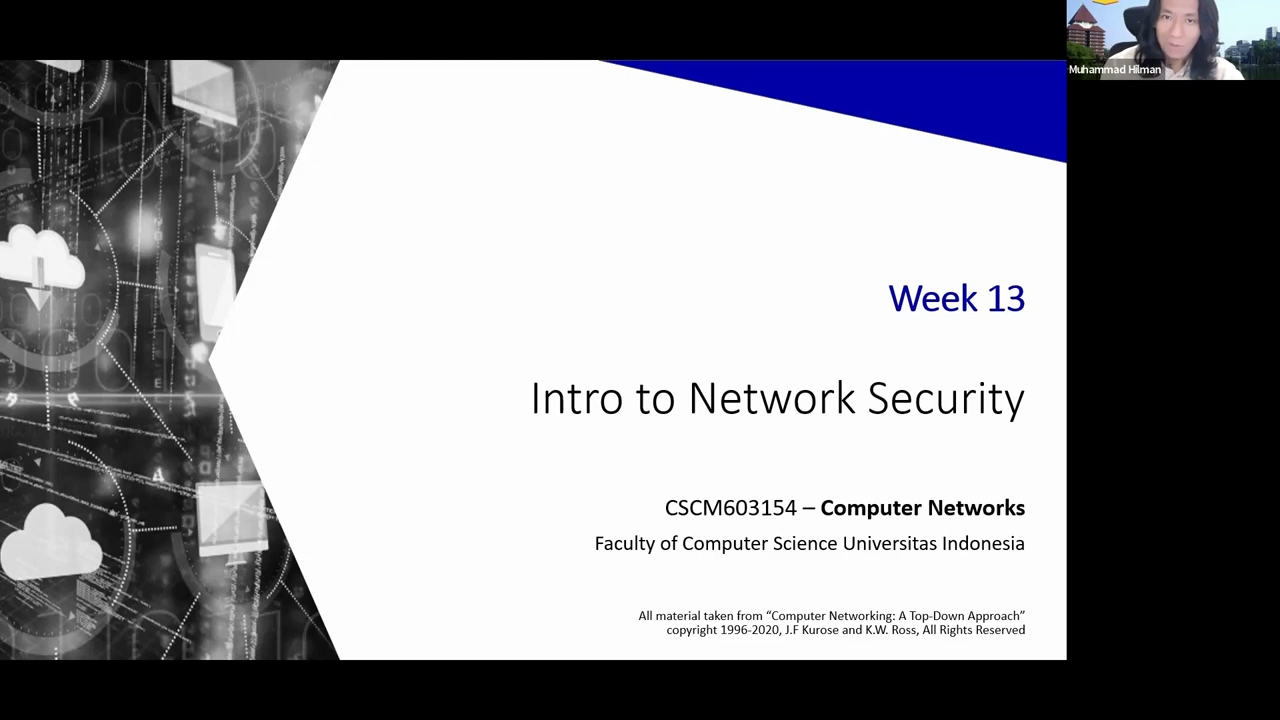 Muhammad Hilman
Week 13
Intro to Network Security
CSCM603154 – Computer Networks
Faculty of Computer Science Universitas Indonesia
All material taken from “Computer Networking: A Top-Down Approach”
copyright 1996-2020, J.F Kurose and K.W. Ross, All Rights Reserved